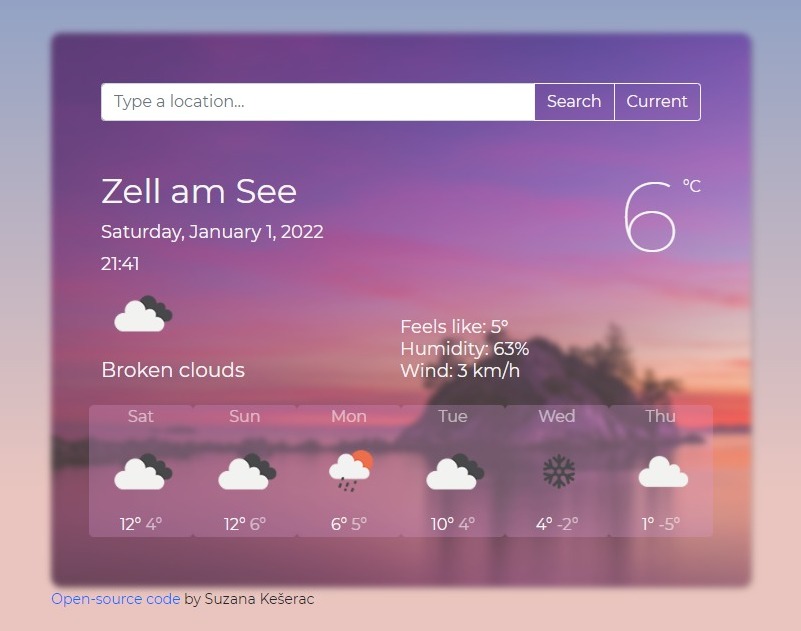 Type a location... Search Current
Zell am See
6 °C
Saturday, January 1, 2022
21:41
Feels like: 5°
Humidity: 63%
Broken clouds
Wind: 3 km/h
Sat Sun Mon Tue Wed Thu
12° 4° 12° 6° 6° 5° 10° 4° 4° -2° 1° -5°
Open-source code by Suzana Kešerac